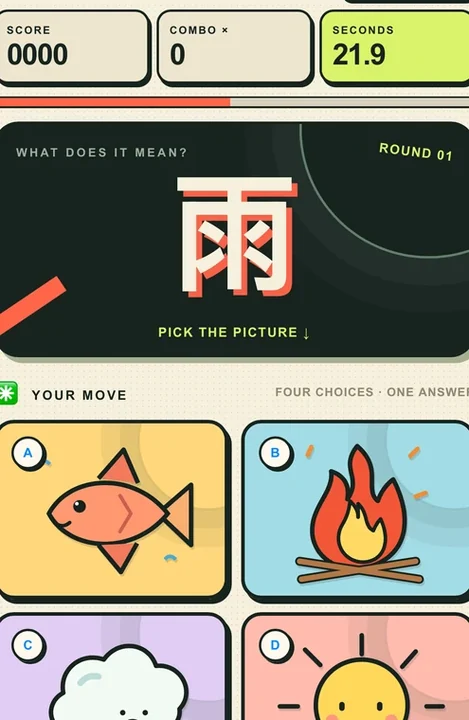 SCORE
0000
COMBO ×
0
SECONDS
21.9
WHAT DOES IT MEAN?
ROUND 01
雨
PICK THE PICTURE ↓
YOUR MOVE
FOUR CHOICES · ONE ANSWER
A
B
C
D